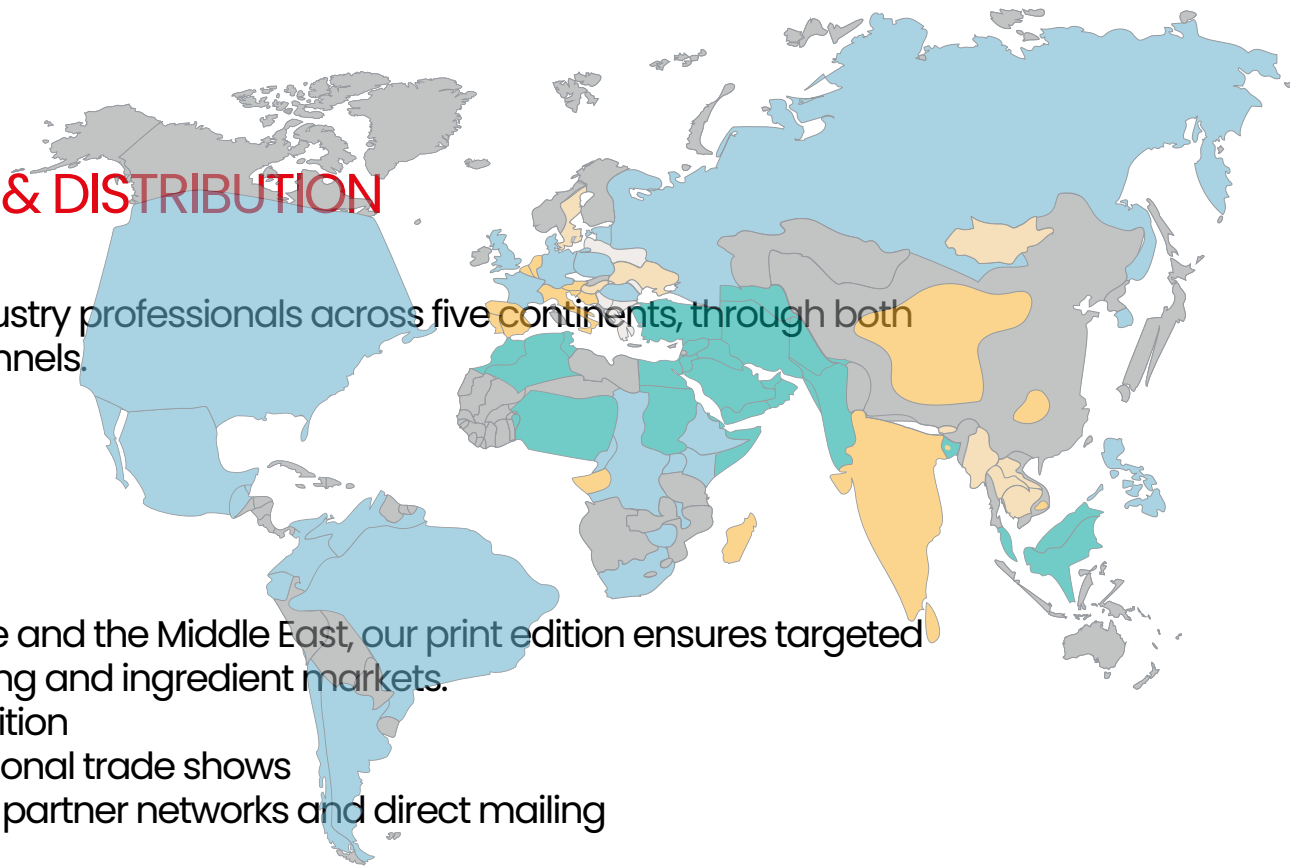 & DISTRIBUTION
ustry professionals across five continents, through both
nnels.
e and the Middle East, our print edition ensures targeted
ng and ingredient markets.
ition
onal trade shows
partner networks and direct mailing